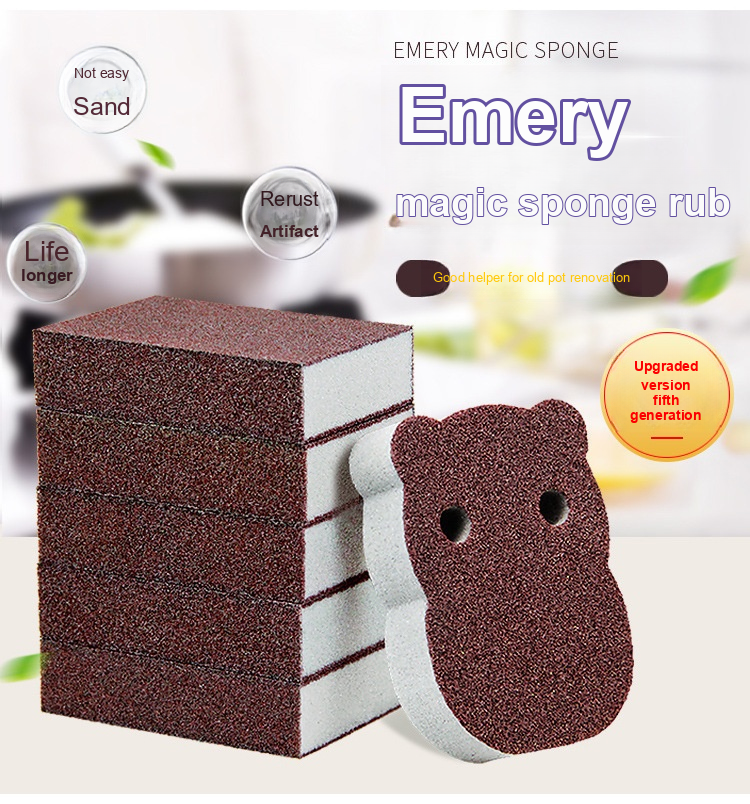 EMERY MAGIC SPONGE
Emery
magic sponge rub
Good helper for old pot renovation
Not easy
Sand
Rerust
Artifact
Life
longer
Upgraded
version
fifth
generation